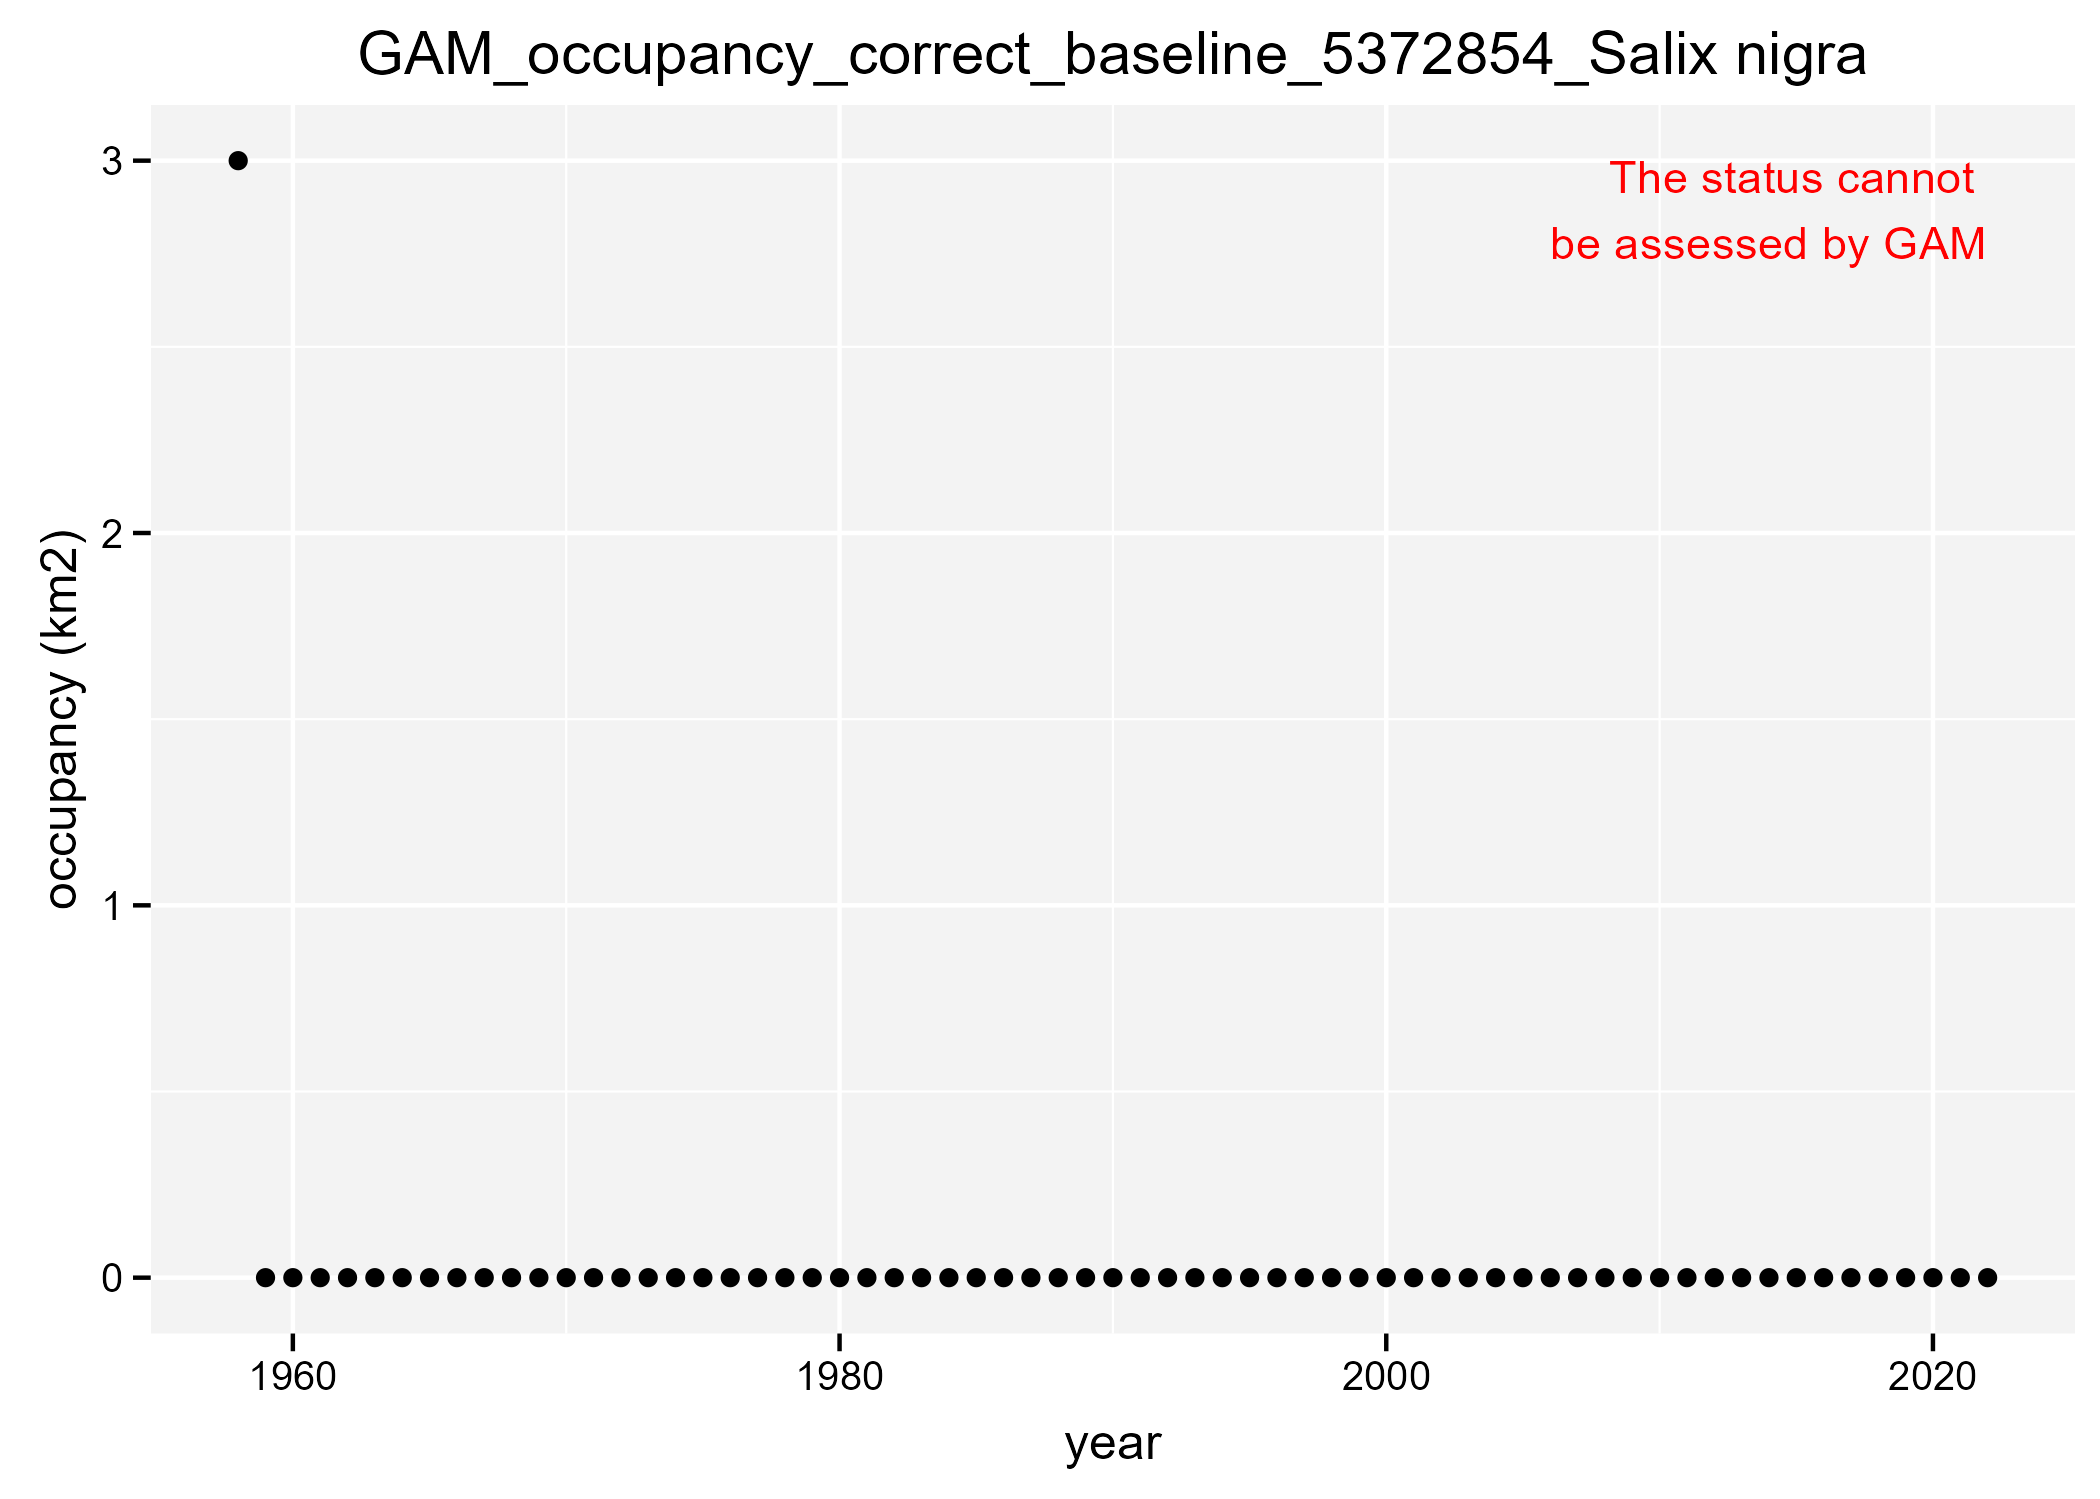 GAM_occupancy_correct_baseline_5372854_Salix nigra
The status cannot
be assessed by GAM
occupancy (km2)
3
2
1
0
1960 1980 2000 2020
year